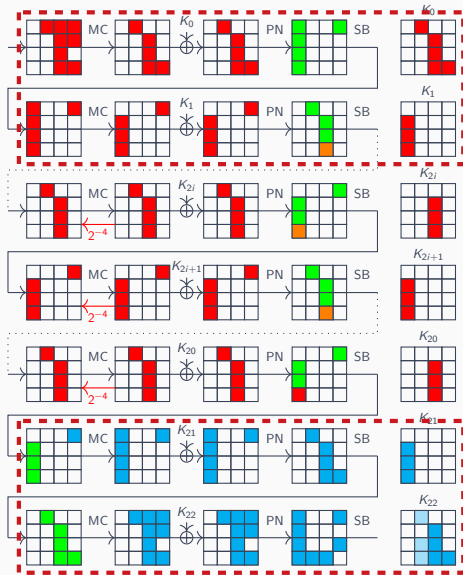 K₀ K₀
MC PN SB
K₁ K₁
MC PN SB
K₂ᵢ
MC K₂ᵢ PN SB
2⁻⁴
K₂ᵢ₊₁
MC K₂ᵢ₊₁ PN SB
2⁻⁴
K₂₀ K₂₀
MC PN SB
2⁻⁴
K₂₁ K₂₁
MC PN SB
K₂₂ K₂₂
MC PN SB